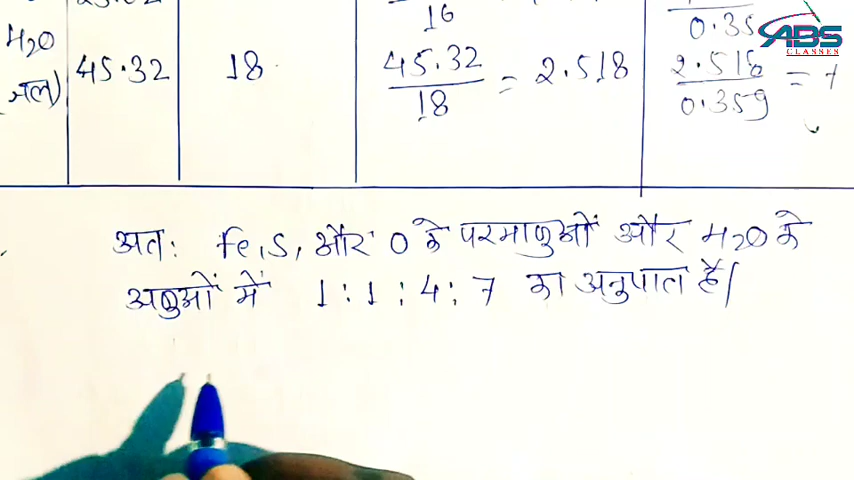 16
0.35
ABS
CLASSES
H2O
जल)
45.32
18
45.32
18
= 2.518
2.518
0.359
= 7
अत: Fe, S, और O के परमाणुओं और H2O के
अणुओं में 1 : 1 : 4 : 7 का अनुपात है।